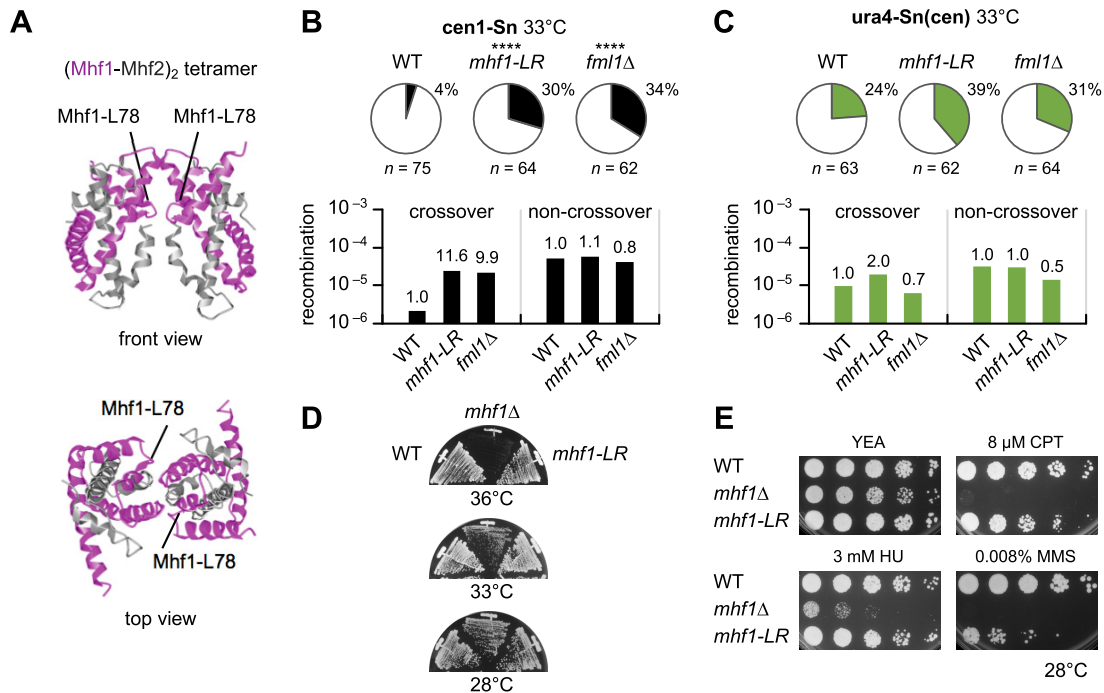 A
(Mhf1-Mhf2)₂ tetramer
Mhf1-L78 Mhf1-L78
front view
Mhf1-L78
Mhf1-L78
top view
B
cen1-Sn 33°C
**** ****
WT mhf1-LR fml1Δ
4% 30% 34%
n = 75 n = 64 n = 62
recombination
10⁻³
10⁻⁴
10⁻⁵
10⁻⁶
crossover non-crossover
1.0 11.6 9.9 1.0 1.1 0.8
WT mhf1-LR fml1Δ WT mhf1-LR fml1Δ
C
ura4-Sn(cen) 33°C
WT mhf1-LR fml1Δ
24% 39% 31%
n = 63 n = 62 n = 64
recombination
10⁻³
10⁻⁴
10⁻⁵
10⁻⁶
crossover non-crossover
1.0 2.0 0.7 1.0 1.0 0.5
WT mhf1-LR fml1Δ WT mhf1-LR fml1Δ
D
mhf1Δ
WT mhf1-LR
36°C
33°C
28°C
E
YEA 8 µM CPT
WT
mhf1Δ
mhf1-LR
3 mM HU 0.008% MMS
WT
mhf1Δ
mhf1-LR
28°C